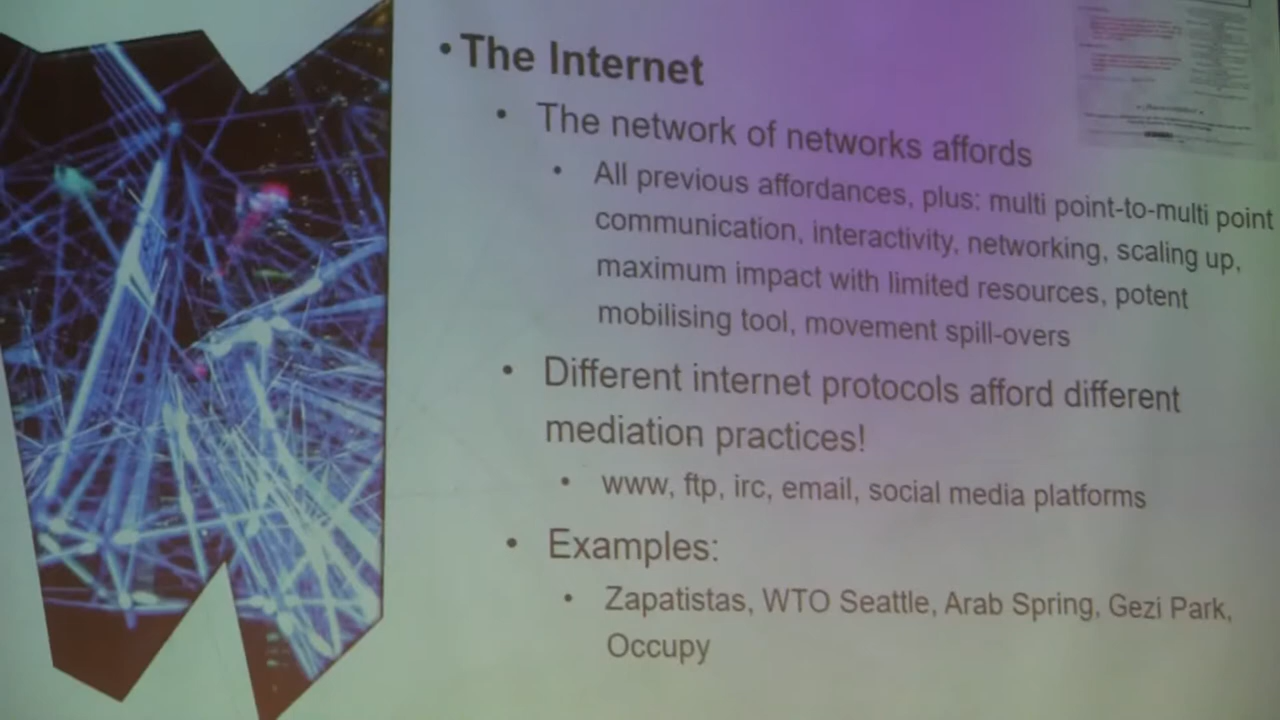 • The Internet
• The network of networks affords
• All previous affordances, plus: multi point-to-multi point
communication, interactivity, networking, scaling up,
maximum impact with limited resources, potent
mobilising tool, movement spill-overs
• Different internet protocols afford different
mediation practices!
• www, ftp, irc, email, social media platforms
• Examples:
• Zapatistas, WTO Seattle, Arab Spring, Gezi Park,
Occupy